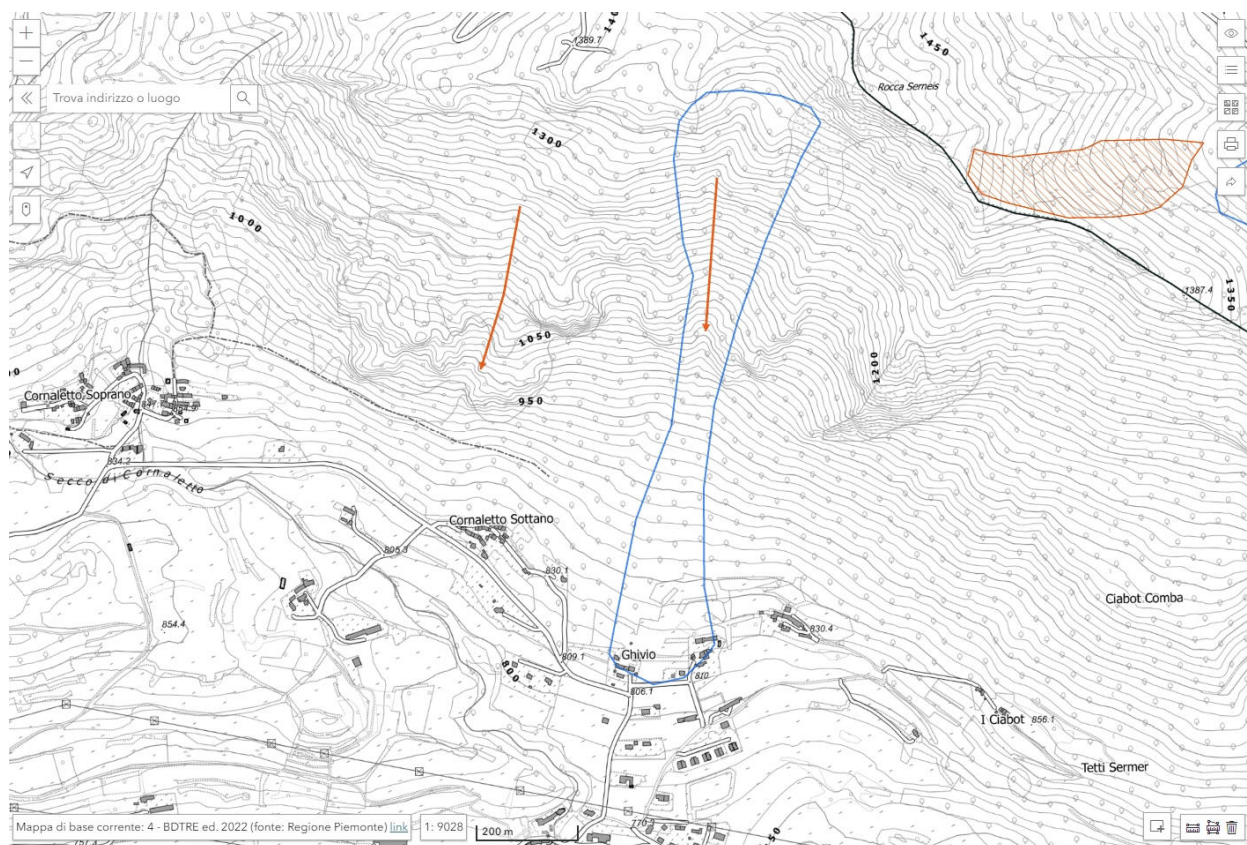 1389.7
140
1450
Rocca Serneis
Trova indirizzo o luogo
1300
1000
1387.4
1350
1050
1200
950
Cornaletto Soprano
834.2
Secco di Cornaletto
Cornaletto Sottano
805.3
830.1
Ciabot Comba
854.4
830.4
Ghivio
809.1
800
810
806.1
I Ciabot
856.1
Tetti Sermer
Mappa di base corrente: 4 - BDTRE ed. 2022 (fonte: Regione Piemonte) link
1: 9028
200 m